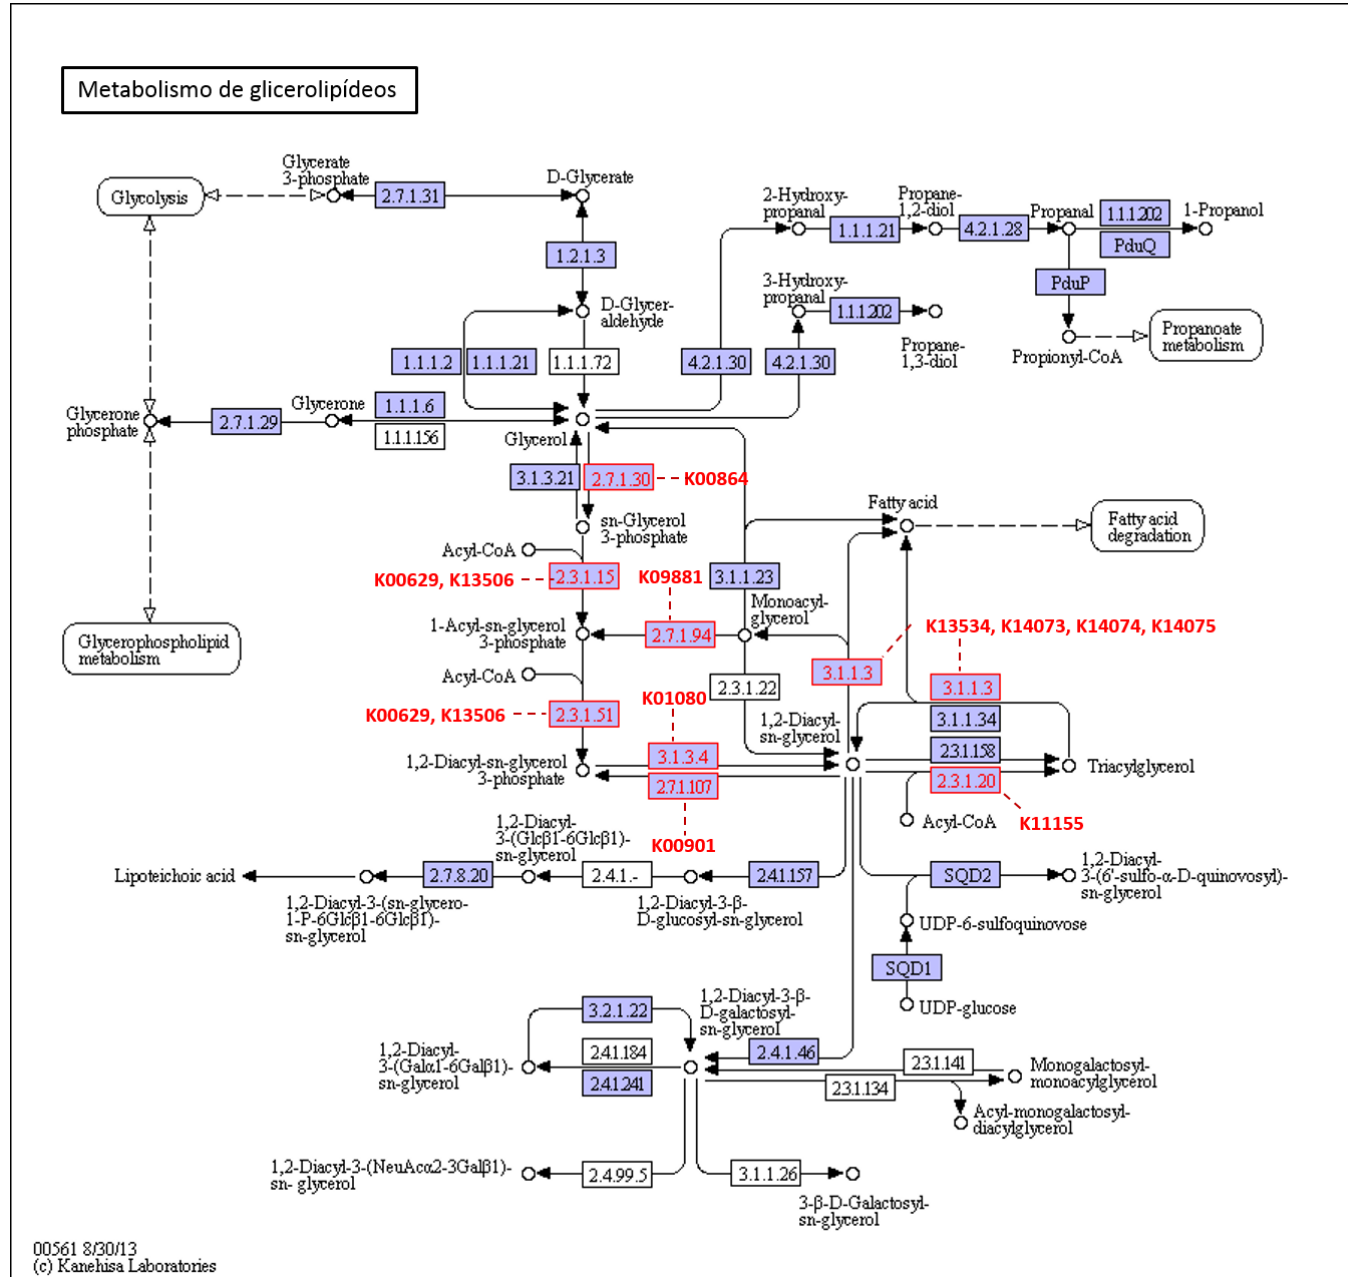 Metabolismo de glicerolipídeos
Glycolysis
Glycerate
3-phosphate
2.7.1.31
D-Glycerate
1.2.1.3
D-Glycer-
aldehyde
1.1.1.2
1.1.1.21
1.1.1.72
2-Hydroxy-
propanal
1.1.1.21
Propane-
1,2-diol
4.2.1.28
Propanal
1.1.1.202
PduQ
1-Propanol
PduP
3-Hydroxy-
propanal
1.1.1.202
Propane-
1,3-diol
Propionyl-CoA
Propanoate
metabolism
4.2.1.30
4.2.1.30
Glycerone
phosphate
2.7.1.29
Glycerone
1.1.1.6
1.1.1.156
Glycerol
3.1.3.21
2.7.1.30
K00864
sn-Glycerol
3-phosphate
Fatty acid
Fatty acid
degradation
Acyl-CoA
K00629, K13506
2.3.1.15
K09881
3.1.1.23
Monoacyl-
glycerol
1-Acyl-sn-glycerol
3-phosphate
2.7.1.94
K13534, K14073, K14074, K14075
Glycerophospholipid
metabolism
Acyl-CoA
2.3.1.22
3.1.1.3
3.1.1.3
K00629, K13506
2.3.1.51
K01080
1,2-Diacyl-
sn-glycerol
3.1.1.34
2.3.1.158
1,2-Diacyl-sn-glycerol
3-phosphate
3.1.3.4
2.7.1.107
Triacylglycerol
2.3.1.20
Acyl-CoA
K11155
K00901
1,2-Diacyl-
3-(Glcβ1-6Glcβ1)-
sn-glycerol
Lipoteichoic acid
2.7.8.20
2.4.1.-
2.4.1.157
SQD2
1,2-Diacyl-
3-(6'-sulfo-α-D-quinovosyl)-
sn-glycerol
1,2-Diacyl-3-(sn-glycero-
1-P-6Glcβ1-6Glcβ1)-
sn-glycerol
1,2-Diacyl-3-β-
D-glucosyl-sn-glycerol
UDP-6-sulfoquinovose
SQD1
UDP-glucose
3.2.1.22
1,2-Diacyl-3-β-
D-galactosyl-
sn-glycerol
1,2-Diacyl-
3-(Galα1-6Galβ1)-
sn-glycerol
2.4.1.184
2.4.1.241
2.4.1.46
2.3.1.141
2.3.1.134
Monogalactosyl-
monoacylglycerol
Acyl-monogalactosyl-
diacylglycerol
1,2-Diacyl-3-(NeuAcα2-3Galβ1)-
sn- glycerol
2.4.99.5
3.1.1.26
3-β-D-Galactosyl-
sn-glycerol
00561 8/30/13
(c) Kanehisa Laboratories